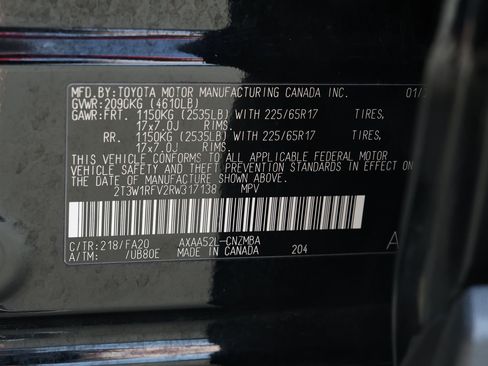 MFD.BY:TOYOTA MOTOR MANUFACTURING CANADA INC. 01/
GVWR:2090KG (4610LB)
GAWR:FRT. 1150KG (2535LB) WITH 225/65R17 TIRES,
17x7.0J RIMS.
RR. 1150KG (2535LB) WITH 225/65R17 TIRES,
17x7.0J RIMS.
THIS VEHICLE CONFORMS TO ALL APPLICABLE FEDERAL MOTOR
VEHICLE SAFETY AND THEFT PREVENTION STANDARDS IN EFFECT
ON THE DATE OF MANUFACTURE SHOWN ABOVE.
2T3W1RFV2RW317138 MPV
C/TR:218/FA20 AXAA52L-CNZMBA A
A/TM: /UB80E MADE IN CANADA 204